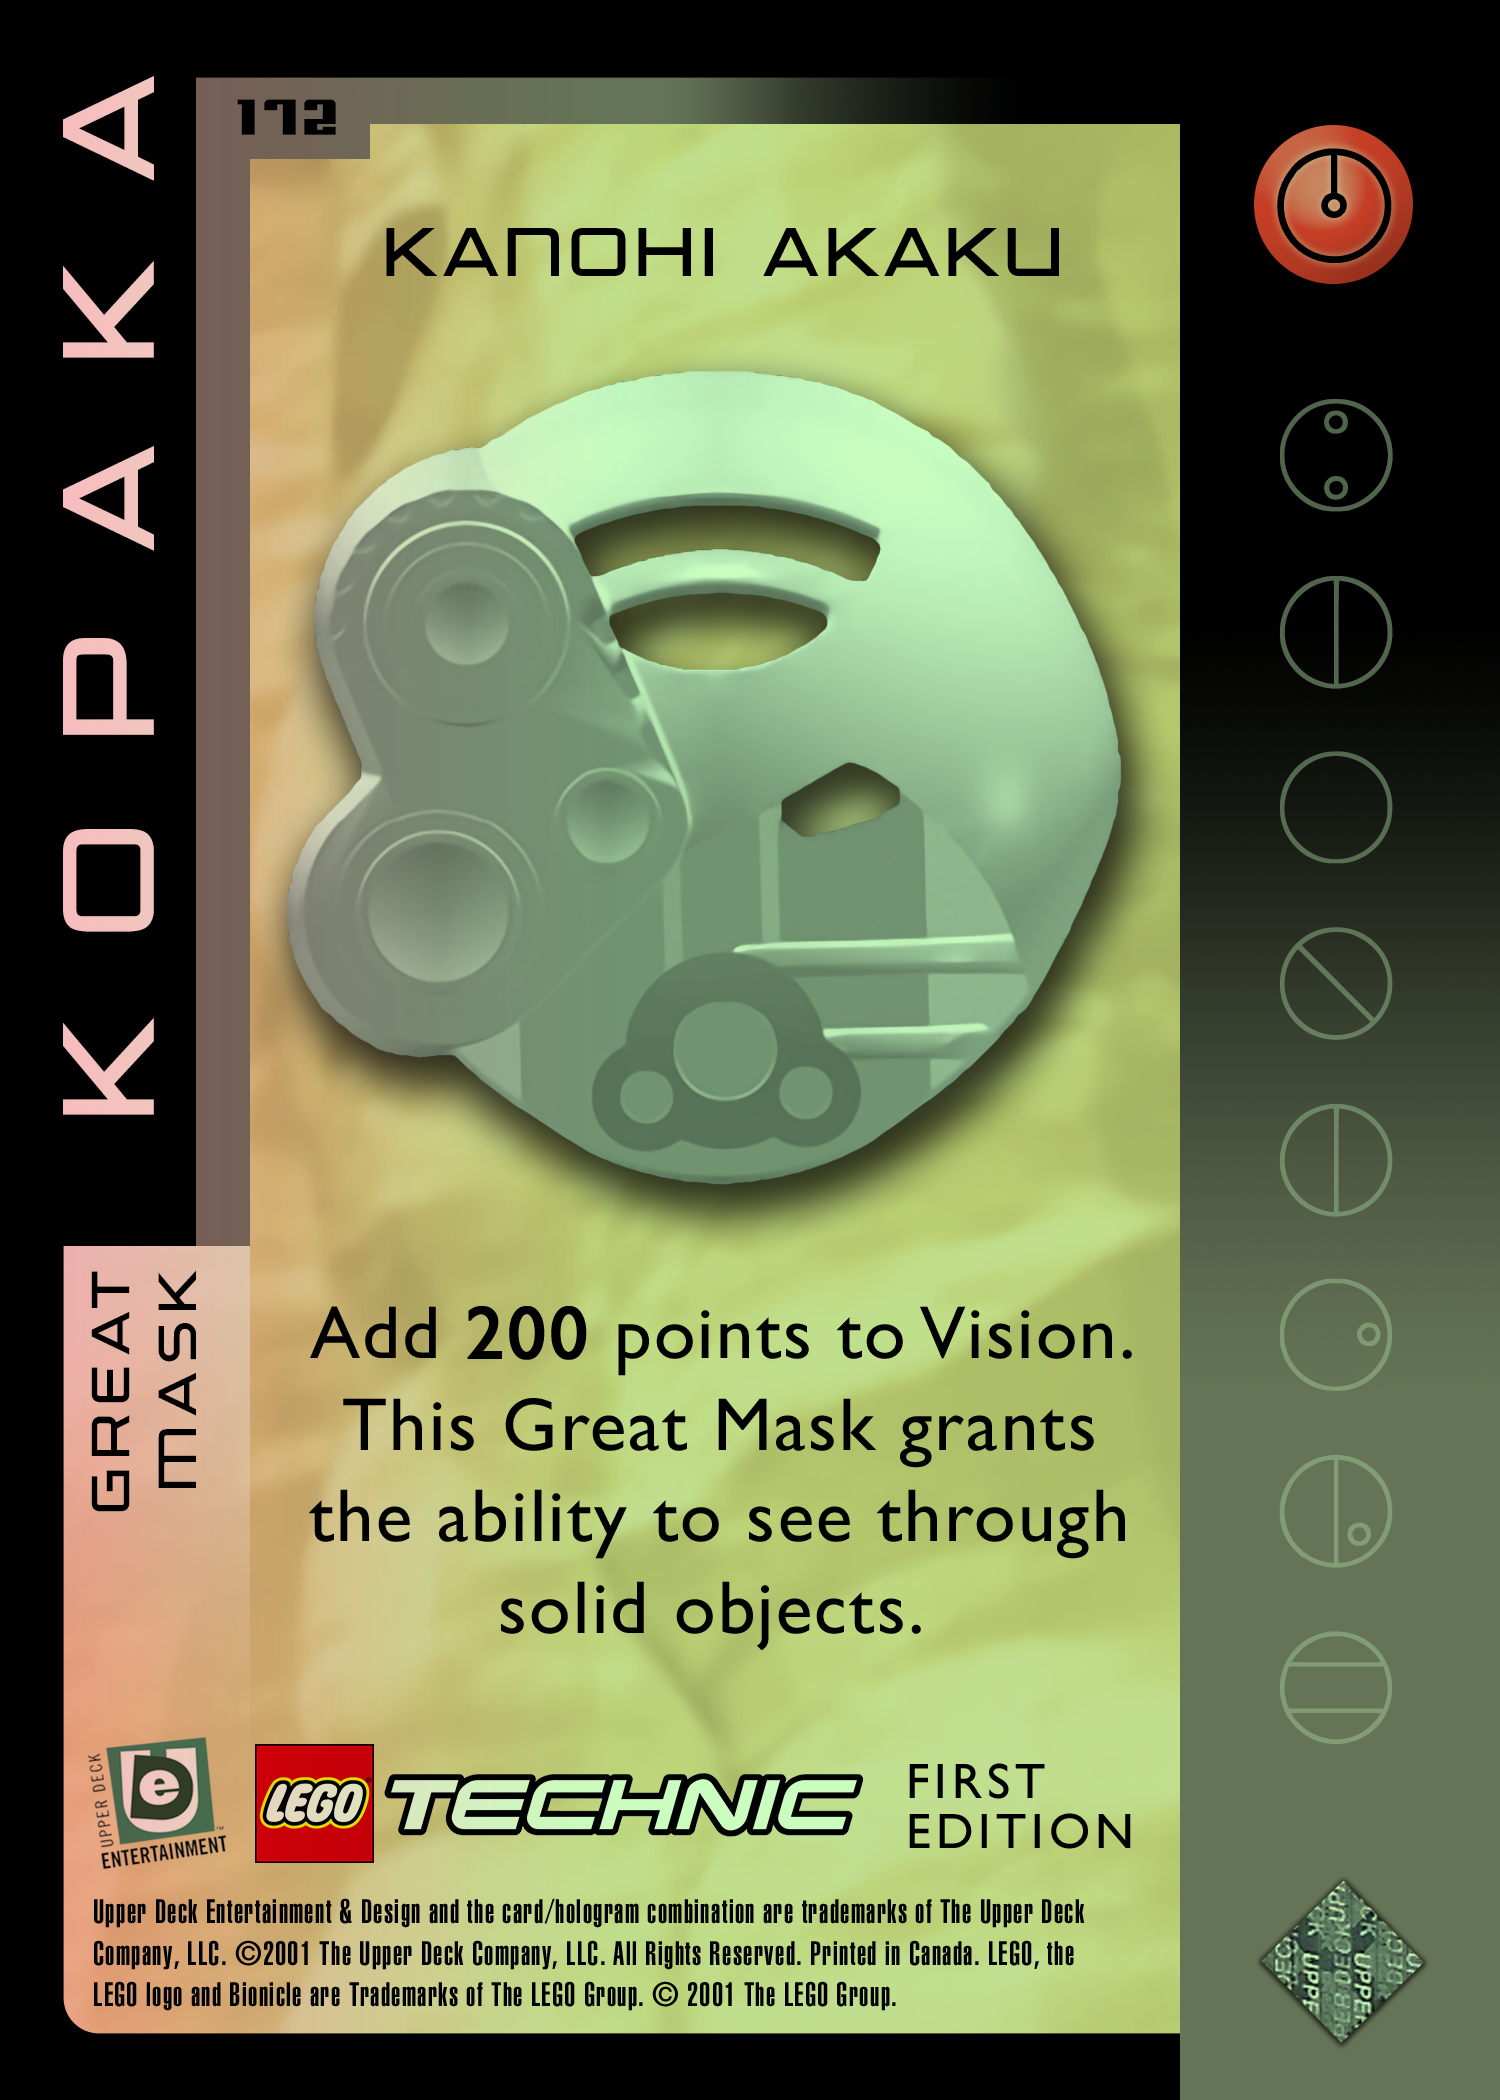 172
KOPAKA
KANOHI AKAKU
GREAT
MASK
Add 200 points to Vision.
This Great Mask grants
the ability to see through
solid objects.
UPPER DECK
ENTERTAINMENT
LEGO TECHNIC
FIRST
EDITION
Upper Deck Entertainment & Design and the card/hologram combination are trademarks of The Upper Deck
Company, LLC. ©2001 The Upper Deck Company, LLC. All Rights Reserved. Printed in Canada. LEGO, the
LEGO logo and Bionicle are Trademarks of The LEGO Group. © 2001 The LEGO Group.